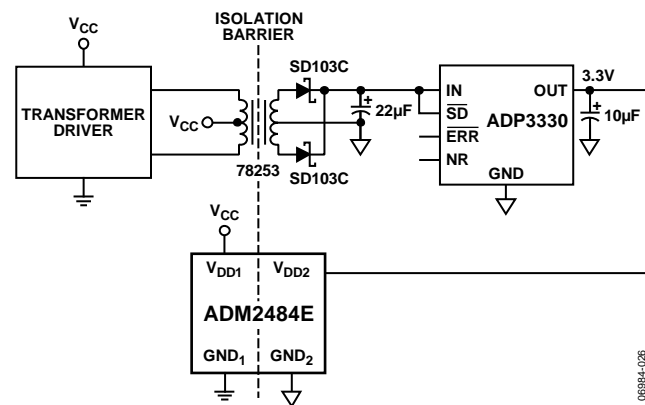 ISOLATION
BARRIER
VCC
SD103C
TRANSFORMER
DRIVER
VCC
78253
+
22µF
SD103C
IN
SD
ERR
NR
OUT
ADP3330
GND
3.3V
+
10µF
VCC
VDD1
VDD2
ADM2484E
GND1
GND2
06984-026